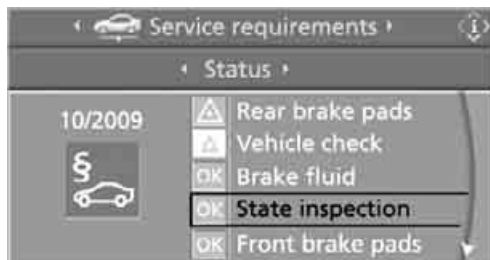 Service requirements
i
Status
10/2009
§
Rear brake pads
Vehicle check
OK Brake fluid
OK State inspection
OK Front brake pads